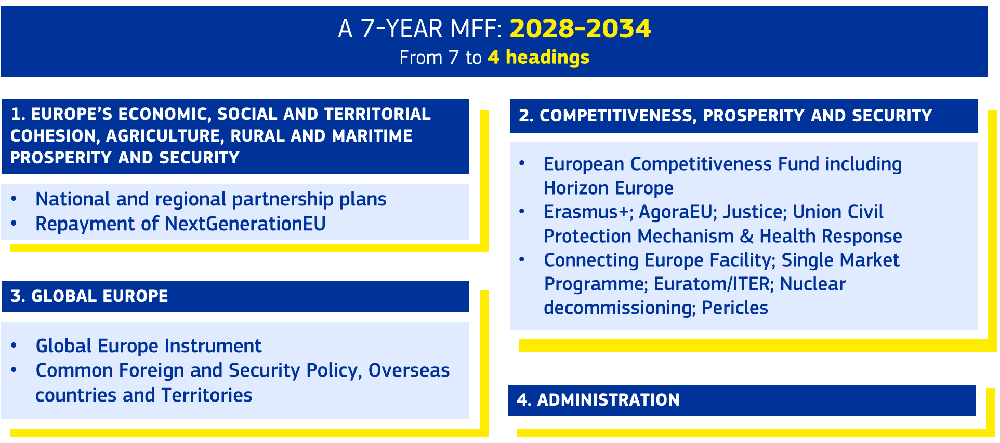 A 7-YEAR MFF: 2028-2034
From 7 to 4 headings
1. EUROPE'S ECONOMIC, SOCIAL AND TERRITORIAL
COHESION, AGRICULTURE, RURAL AND MARITIME
PROSPERITY AND SECURITY
• National and regional partnership plans
• Repayment of NextGenerationEU
2. COMPETITIVENESS, PROSPERITY AND SECURITY
• European Competitiveness Fund including
Horizon Europe
• Erasmus+; AgoraEU; Justice; Union Civil
Protection Mechanism & Health Response
• Connecting Europe Facility; Single Market
Programme; Euratom/ITER; Nuclear
decommissioning; Pericles
3. GLOBAL EUROPE
• Global Europe Instrument
• Common Foreign and Security Policy, Overseas
countries and Territories
4. ADMINISTRATION